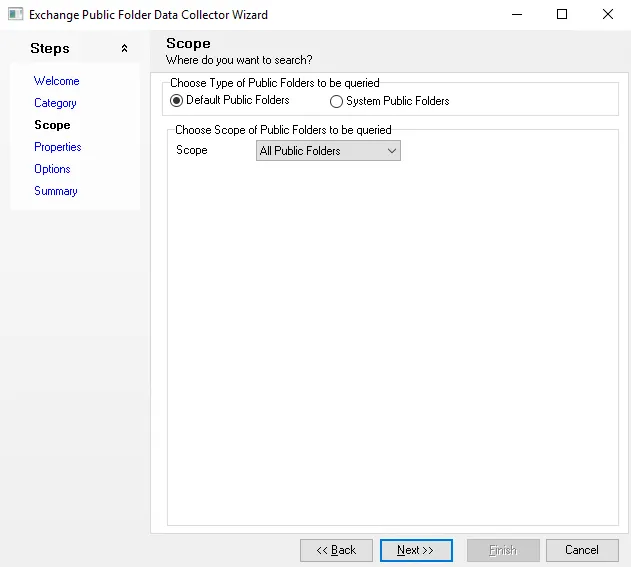 Exchange Public Folder Data Collector Wizard
Steps
Welcome
Category
Scope
Properties
Options
Summary
Scope
Where do you want to search?
Choose Type of Public Folders to be queried
Default Public Folders System Public Folders
Choose Scope of Public Folders to be queried
Scope All Public Folders
<< Back Next >> Finish Cancel